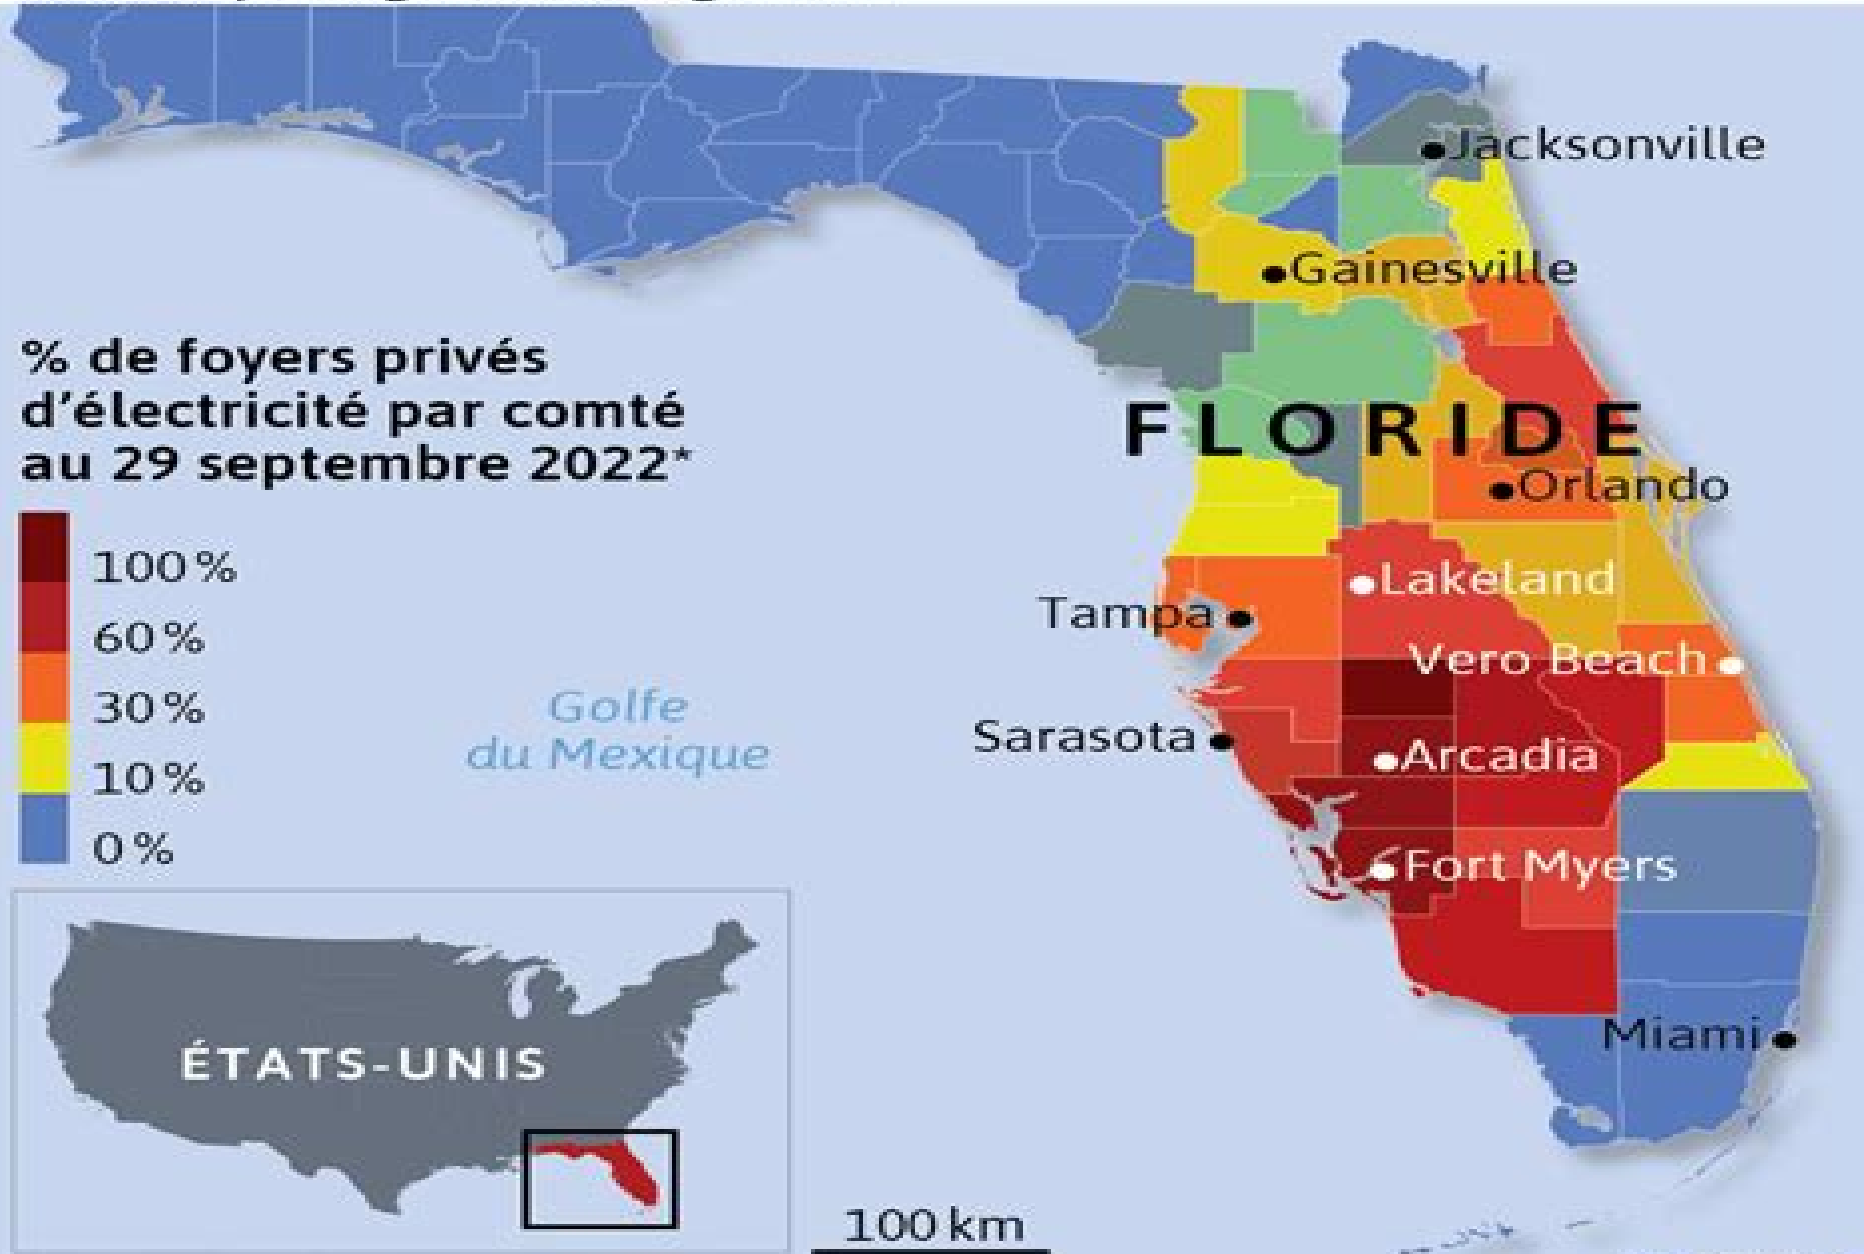 Jacksonville
Gainesville
% de foyers privés
d'électricité par comté
au 29 septembre 2022*
FLORIDE
Orlando
100 %
60 %
30 %
10 %
0 %
Lakeland
Tampa
Vero Beach
Golfe
du Mexique
Sarasota
Arcadia
Fort Myers
Miami
ÉTATS-UNIS
100 km